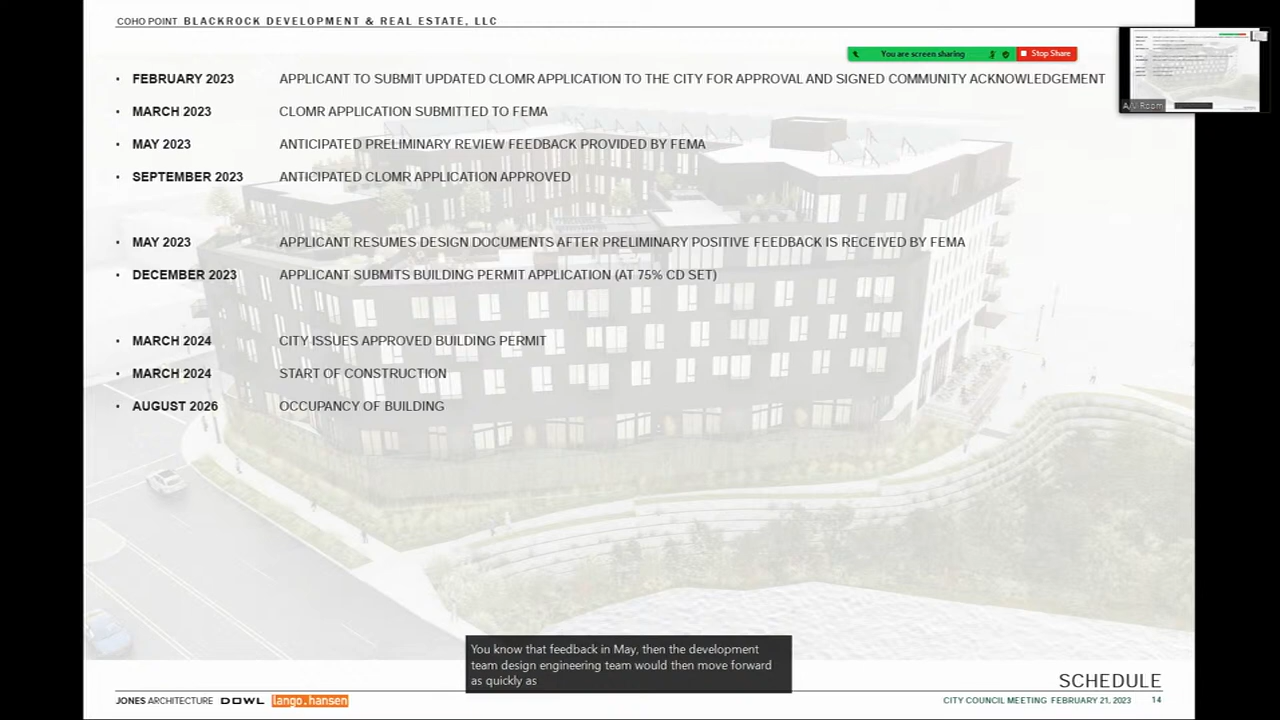 COHO POINT BLACKROCK DEVELOPMENT & REAL ESTATE, LLC
You are screen sharing Stop Share
• FEBRUARY 2023 APPLICANT TO SUBMIT UPDATED CLOMR APPLICATION TO THE CITY FOR APPROVAL AND SIGNED COMMUNITY ACKNOWLEDGEMENT
A/V Room
• MARCH 2023 CLOMR APPLICATION SUBMITTED TO FEMA
• MAY 2023 ANTICIPATED PRELIMINARY REVIEW FEEDBACK PROVIDED BY FEMA
• SEPTEMBER 2023 ANTICIPATED CLOMR APPLICATION APPROVED
• MAY 2023 APPLICANT RESUMES DESIGN DOCUMENTS AFTER PRELIMINARY POSITIVE FEEDBACK IS RECEIVED BY FEMA
• DECEMBER 2023 APPLICANT SUBMITS BUILDING PERMIT APPLICATION (AT 75% CD SET)
• MARCH 2024 CITY ISSUES APPROVED BUILDING PERMIT
• MARCH 2024 START OF CONSTRUCTION
• AUGUST 2026 OCCUPANCY OF BUILDING
You know that feedback in May, then the development
team design engineering team would then move forward
as quickly as
SCHEDULE
JONES ARCHITECTURE DOWL lango.hansen
CITY COUNCIL MEETING FEBRUARY 21, 2023 14